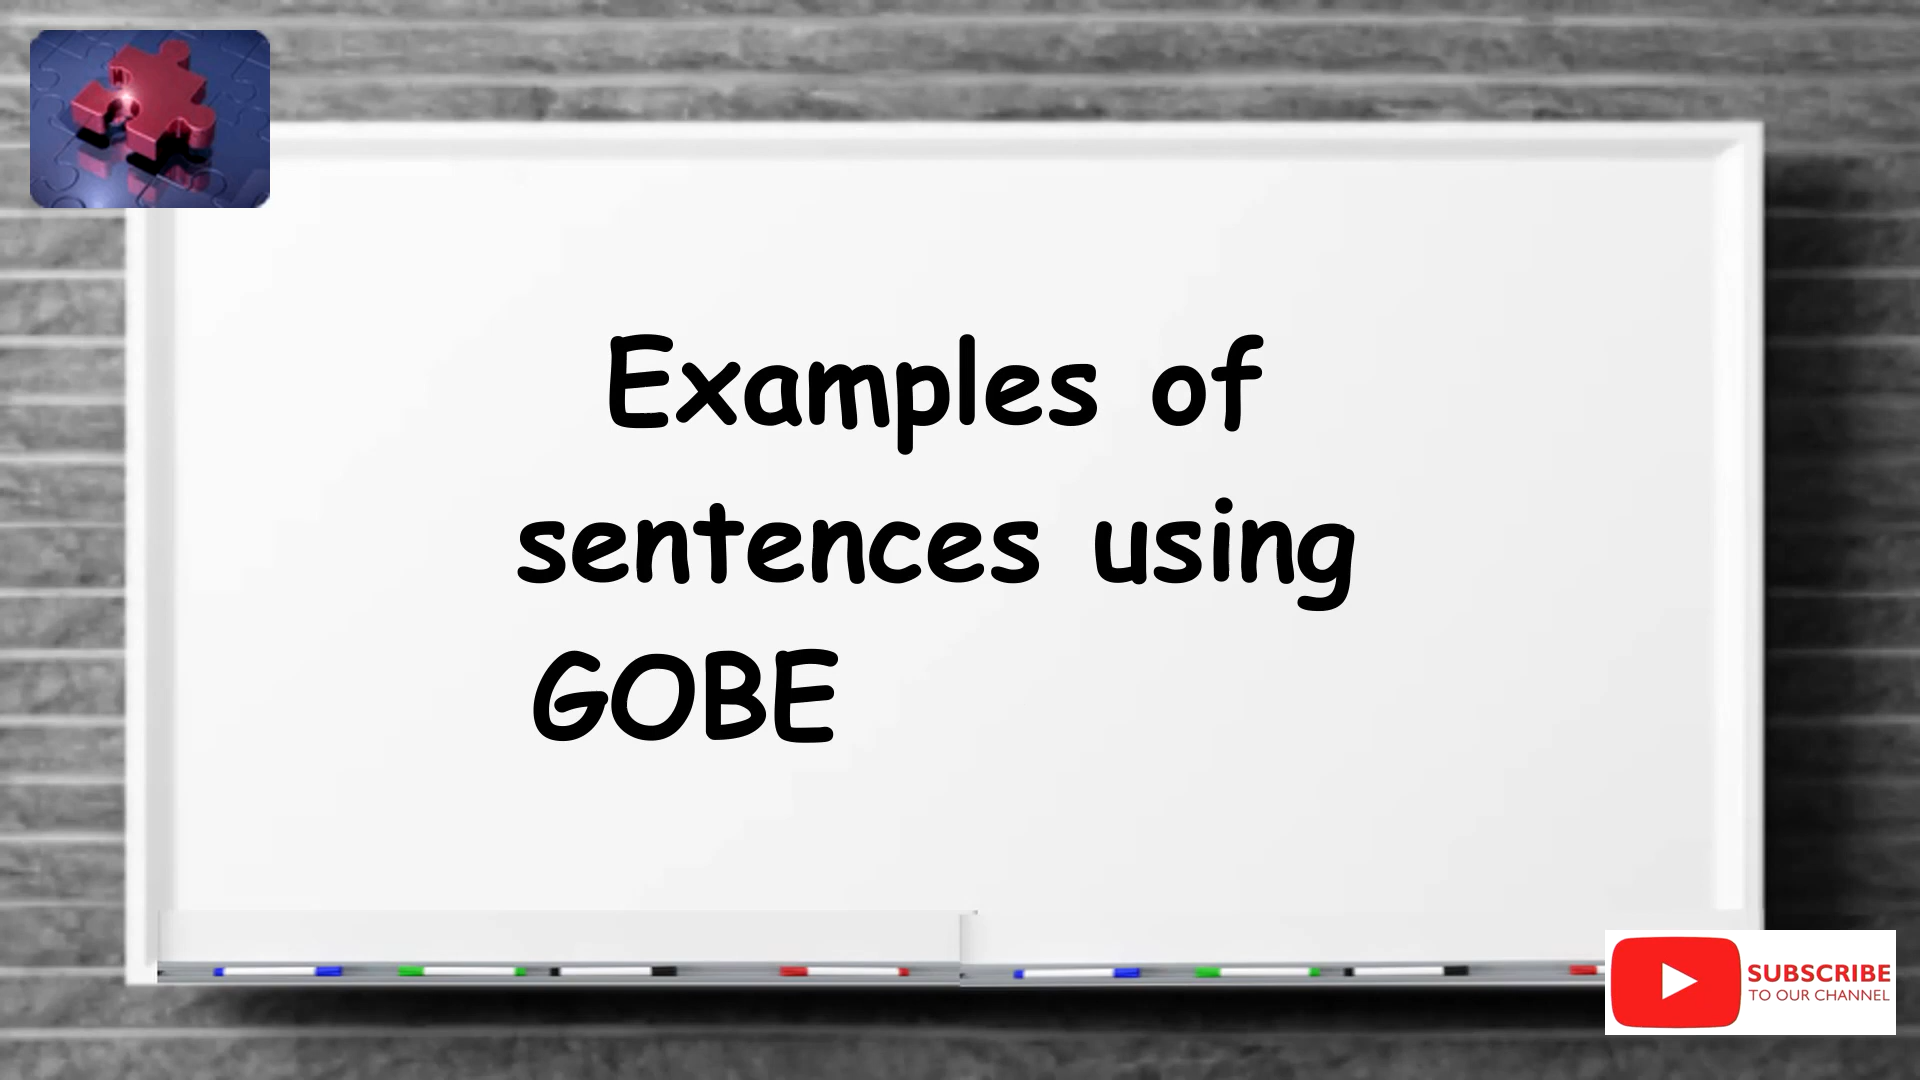 Examples of
sentences using
GOBE
SUBSCRIBE
TO OUR CHANNEL